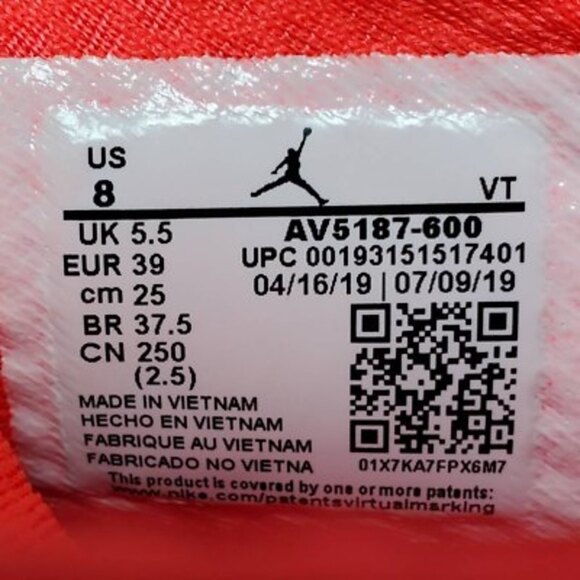 US
8
VT
UK 5.5
EUR 39
cm 25
BR 37.5
CN 250
(2.5)
AV5187-600
UPC 00193151517401
04/16/19 | 07/09/19
MADE IN VIETNAM
HECHO EN VIETNAM
FABRIQUE AU VIETNAM
FABRICADO NO VIETNA
01X7KA7FPX6M7
This product is covered by one or more patents:
www.nike.com/patentsvirtualmarking